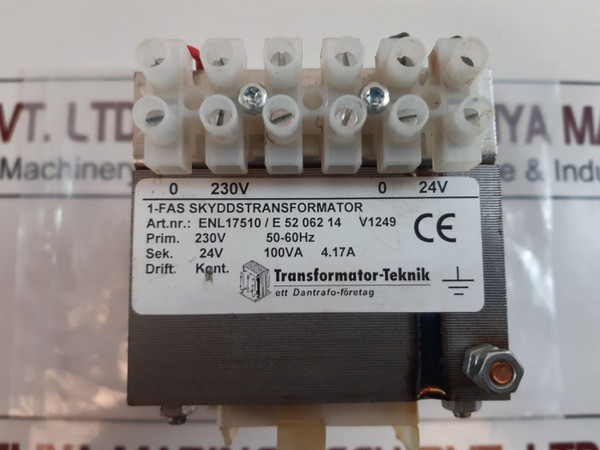 VT. LTD
YA MA
Machinery
e & Indu
0 230V 0 24V
1-FAS SKYDDSTRANSFORMATOR
Art.nr.: ENL17510 / E 52 062 14 V1249
CE
Prim. 230V 50-60Hz
Sek. 24V 100VA 4.17A
Drift. Kont.
Transformator-Teknik
ett Dantrafo-företag